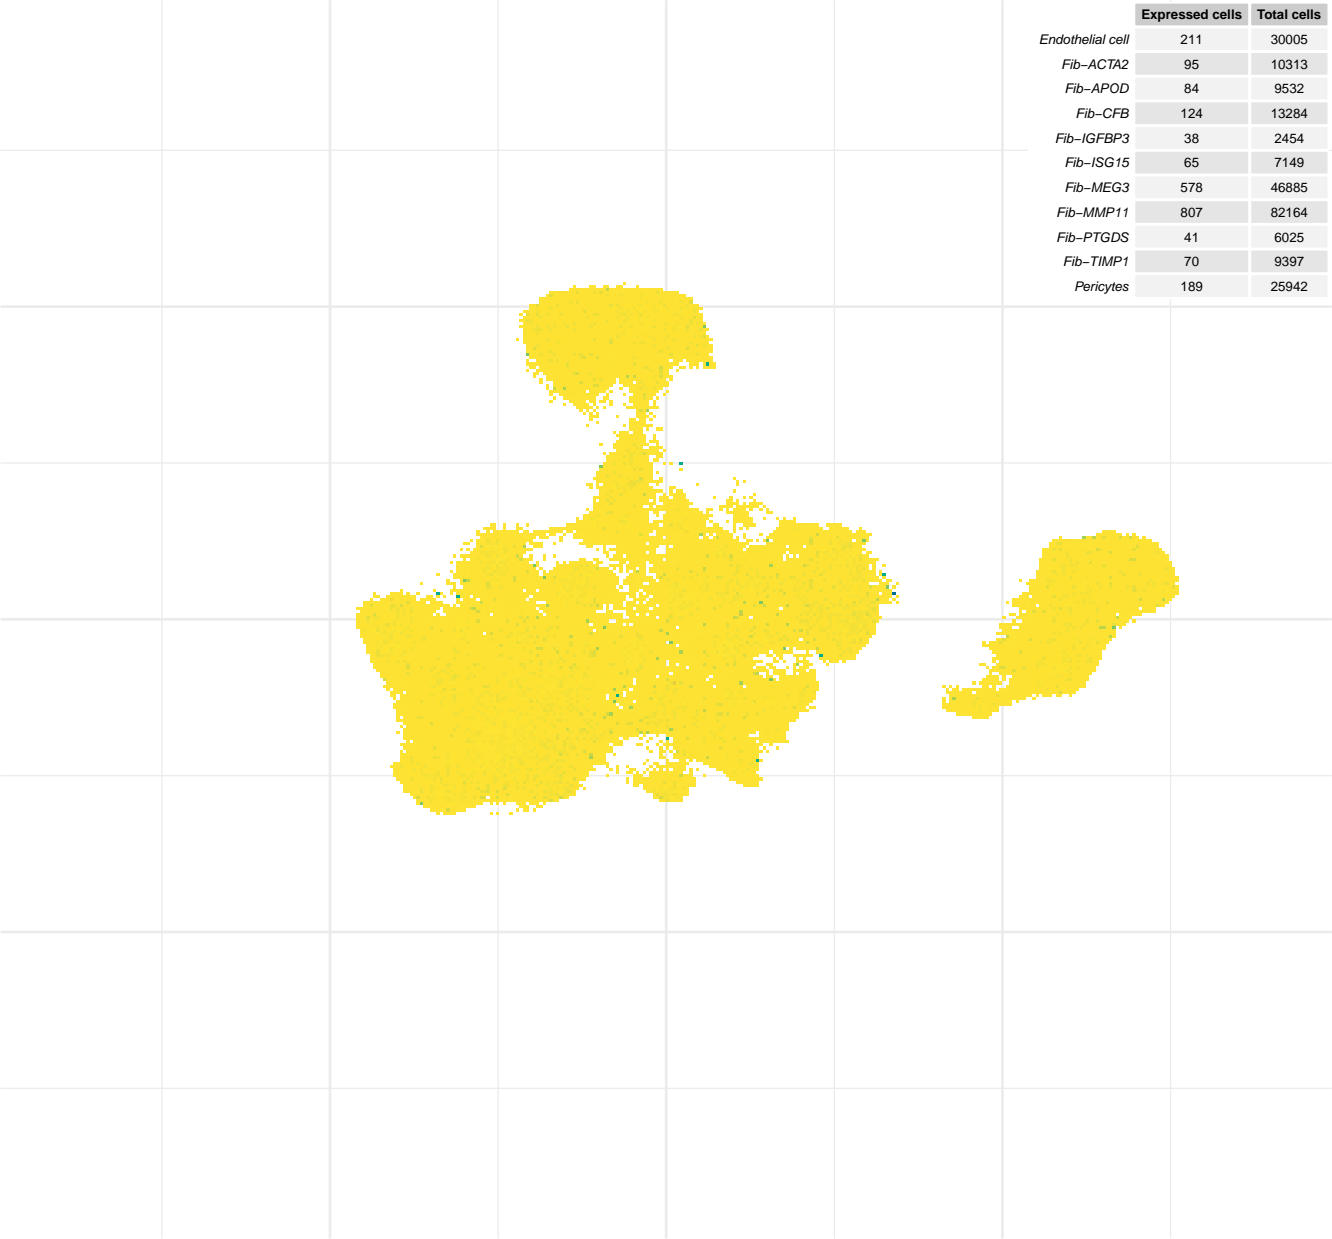 Expressed cells Total cells
Endothelial cell 211 30005
Fib−ACTA2 95 10313
Fib−APOD 84 9532
Fib−CFB 124 13284
Fib−IGFBP3 38 2454
Fib−ISG15 65 7149
Fib−MEG3 578 46885
Fib−MMP11 807 82164
Fib−PTGDS 41 6025
Fib−TIMP1 70 9397
Pericytes 189 25942